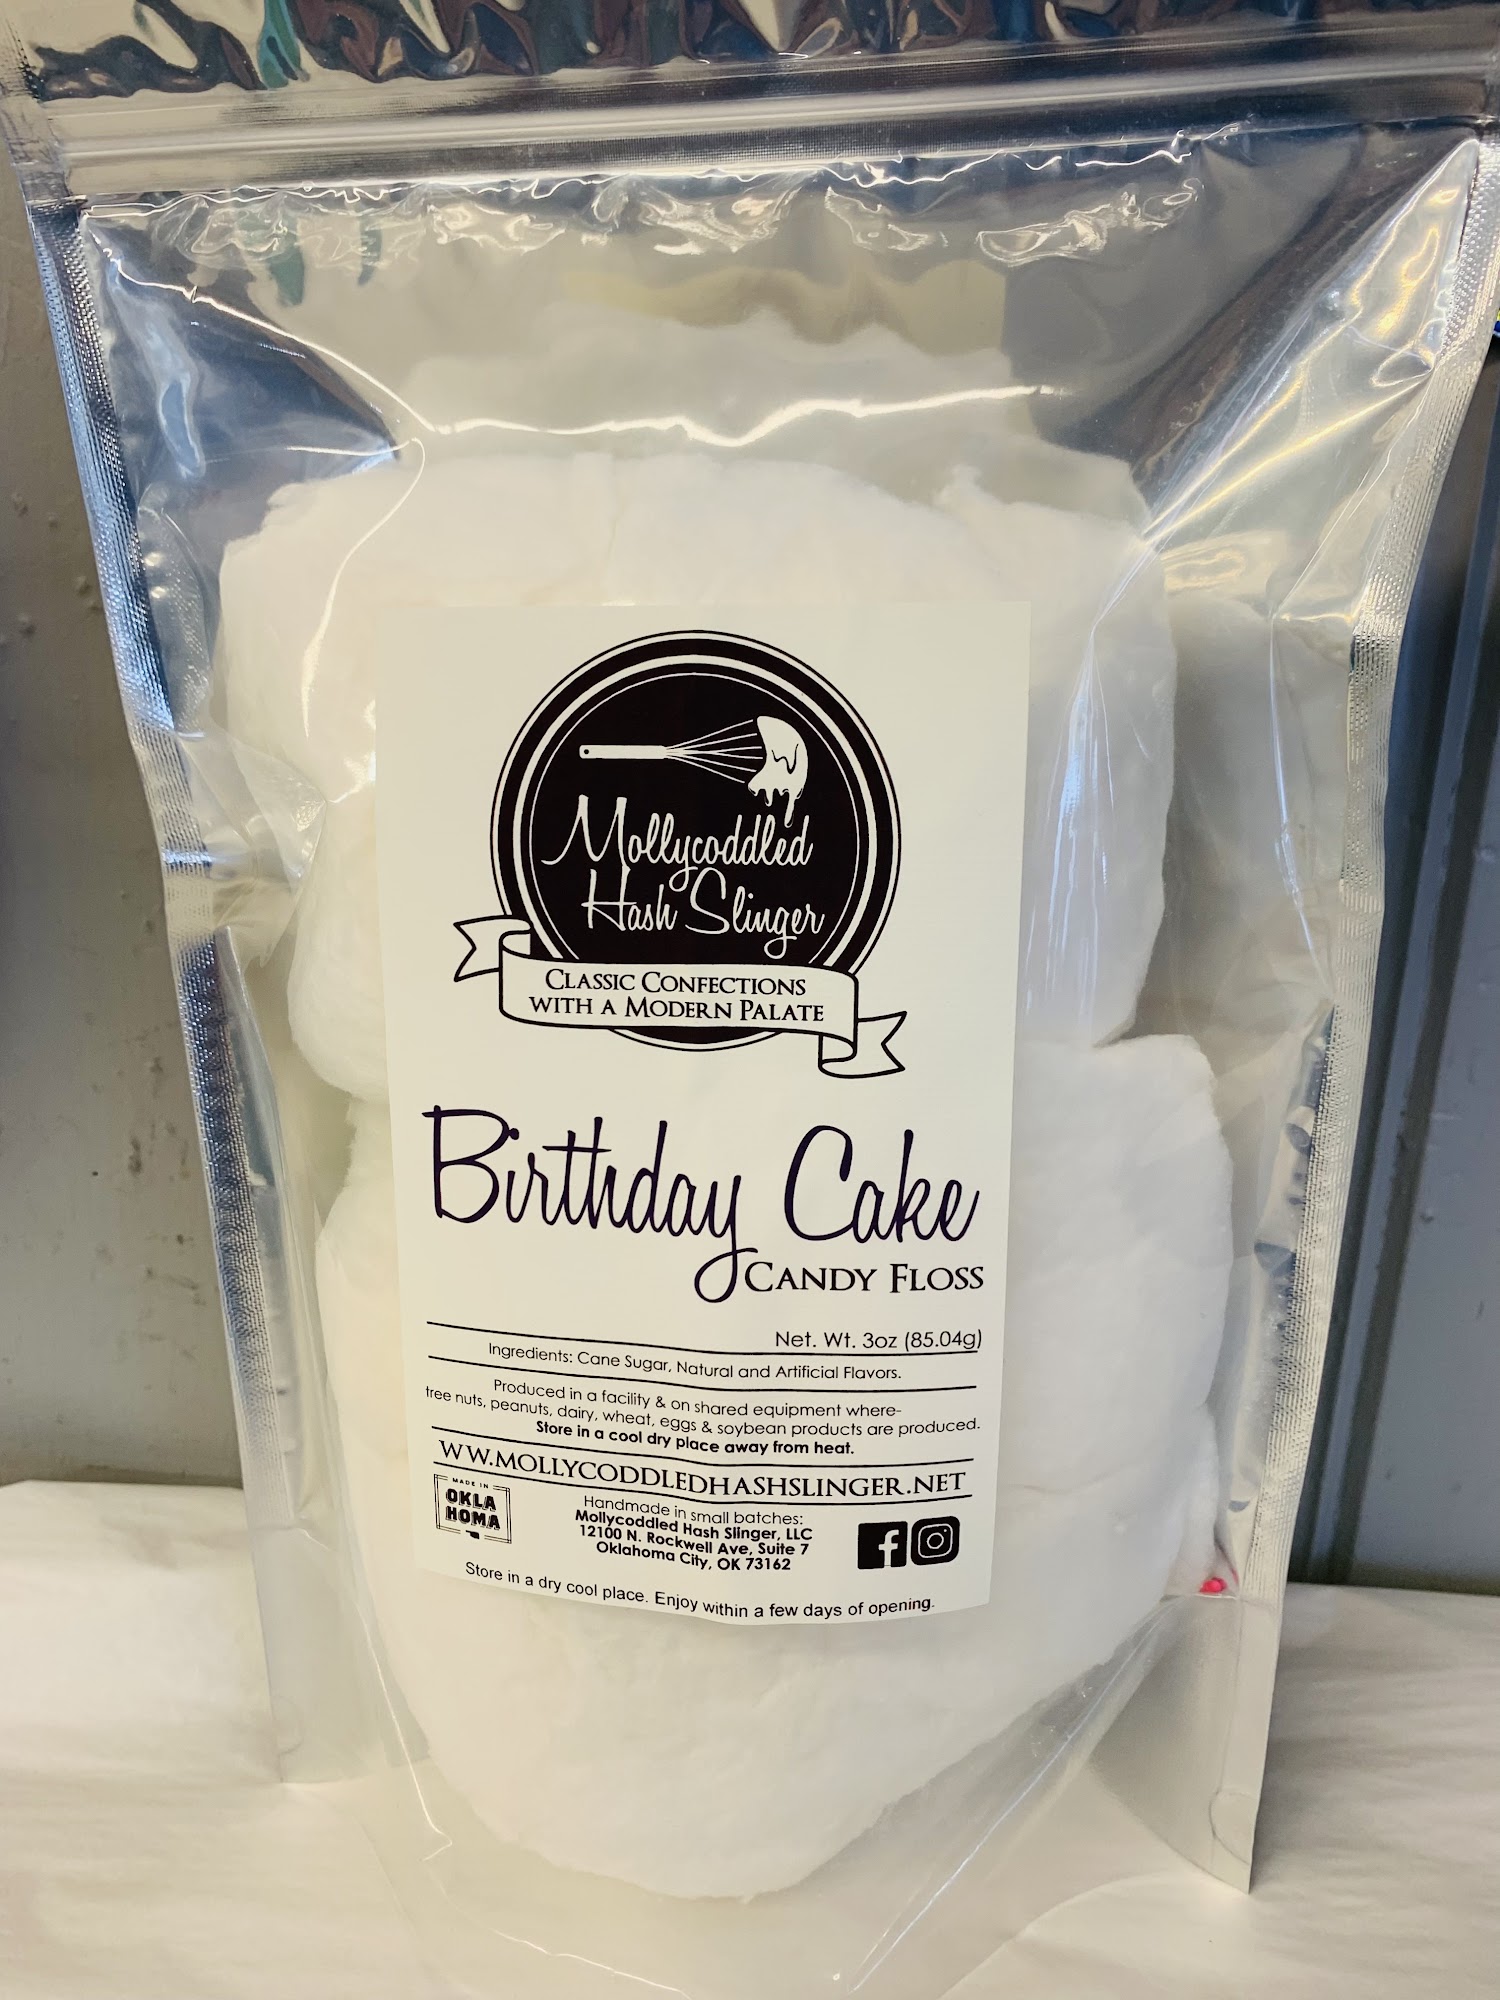 Mollycoddled
Hash Slinger
CLASSIC CONFECTIONS
WITH A MODERN PALATE
Birthday Cake
CANDY FLOSS
Net. Wt. 3oz (85.04g)
Ingredients: Cane Sugar, Natural and Artificial Flavors.
Produced in a facility & on shared equipment where-
tree nuts, peanuts, dairy, wheat, eggs & soybean products are produced.
Store in a cool dry place away from heat.
WW.MOLLYCODDLEDHASHSLINGER.NET
MADE IN
OKLA
HOMA
Handmade in small batches:
Mollycoddled Hash Slinger, LLC
12100 N. Rockwell Ave, Suite 7
Oklahoma City, OK 73162
Store in a dry cool place. Enjoy within a few days of opening.